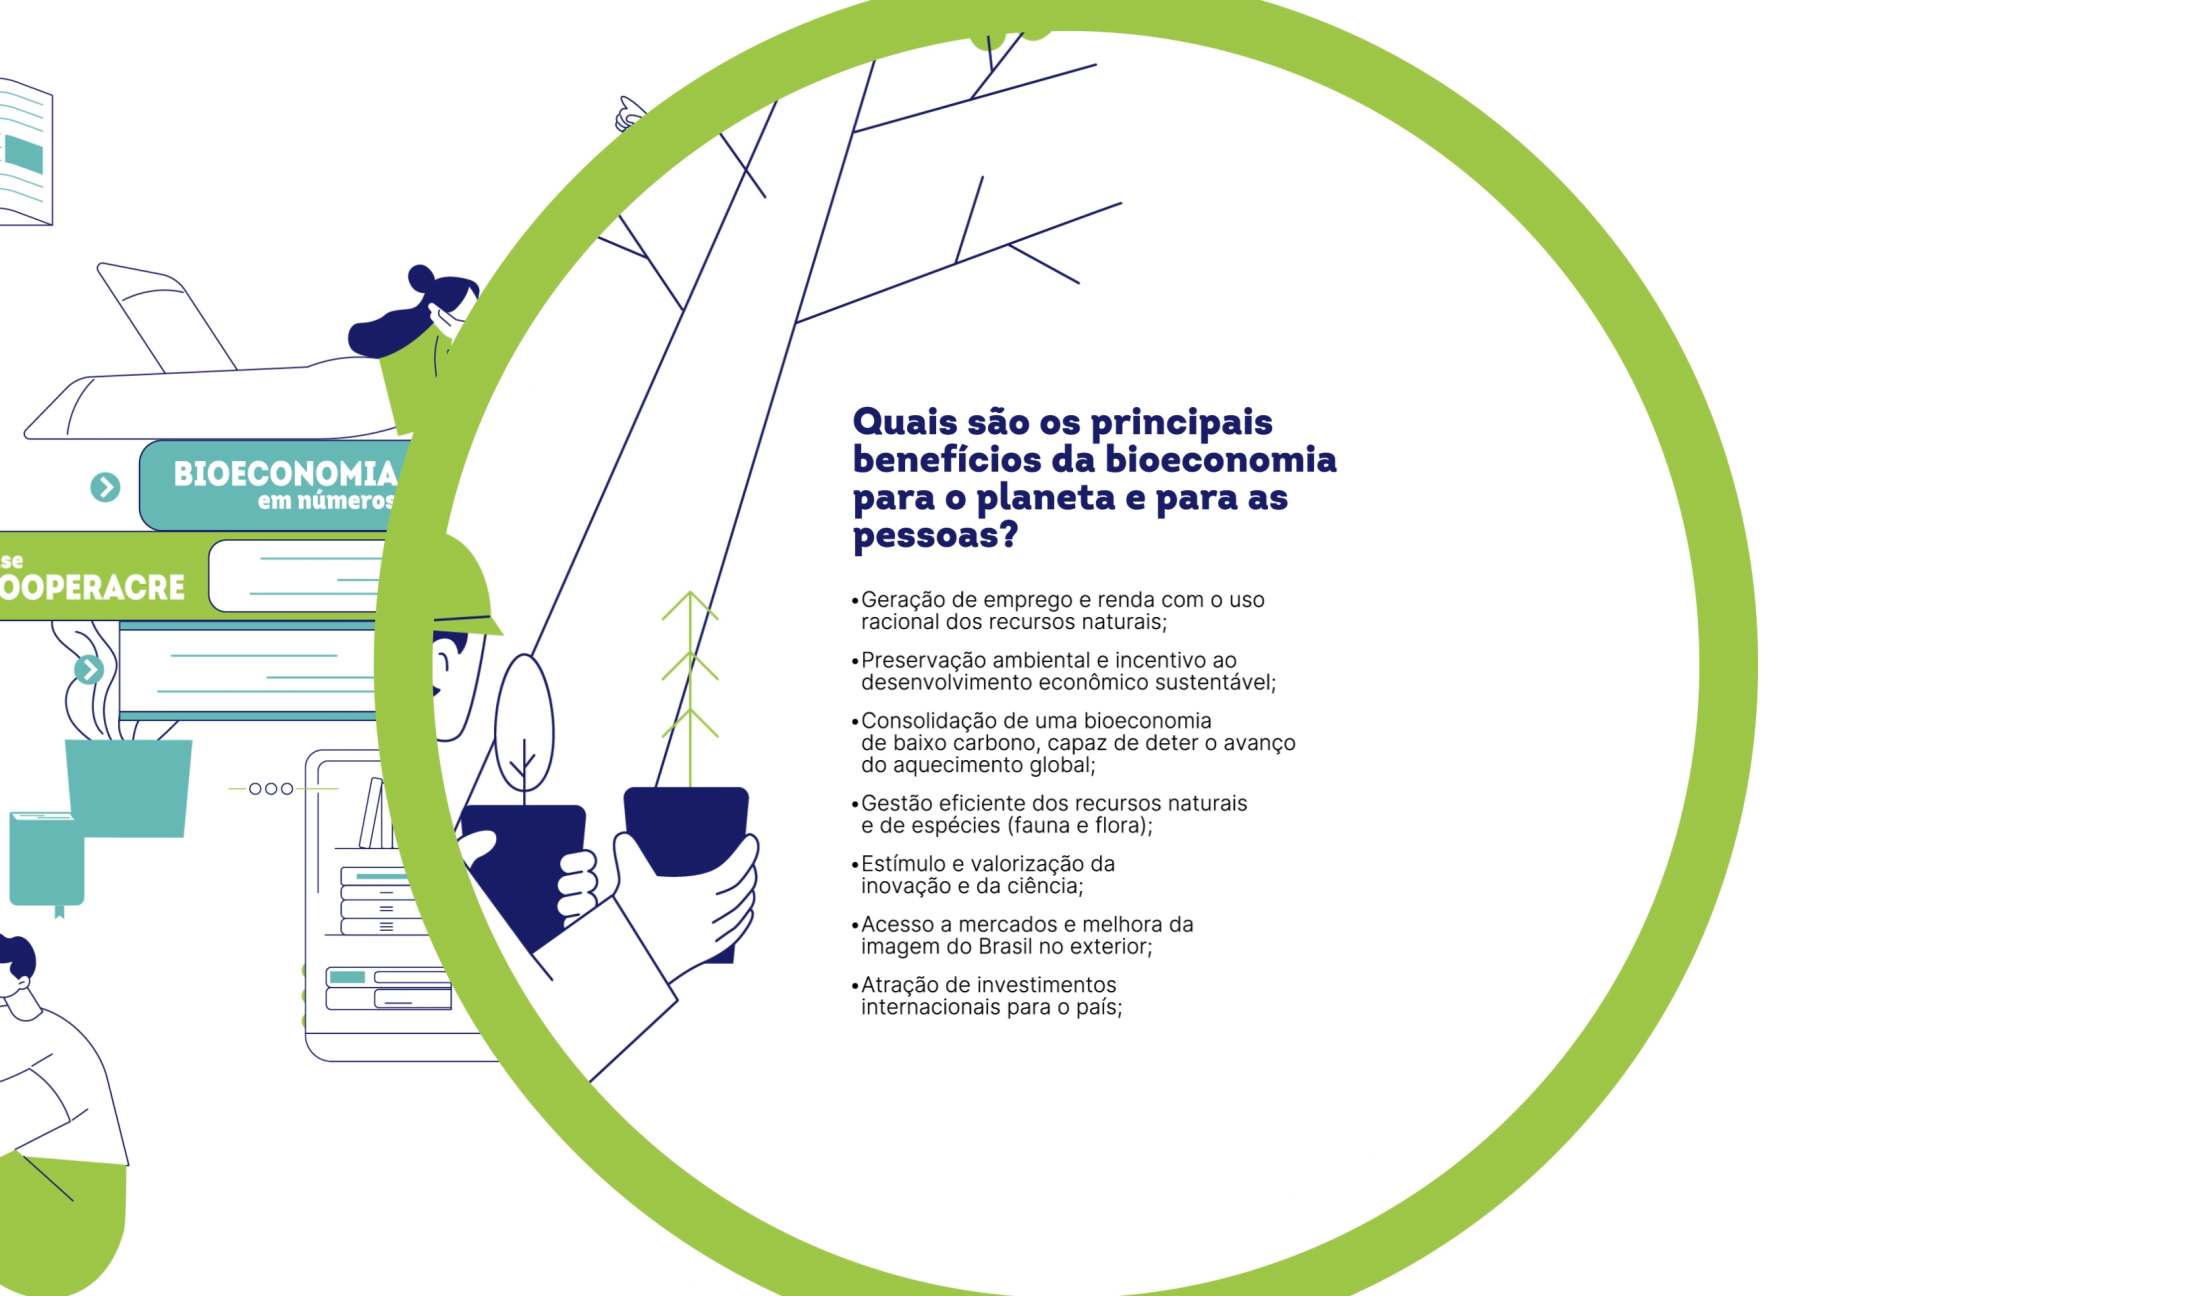 BIOECONOMIA
em números
se
OOPERACRE
Quais são os principais
benefícios da bioeconomia
para o planeta e para as
pessoas?
•Geração de emprego e renda com o uso
racional dos recursos naturais;
•Preservação ambiental e incentivo ao
desenvolvimento econômico sustentável;
•Consolidação de uma bioeconomia
de baixo carbono, capaz de deter o avanço
do aquecimento global;
•Gestão eficiente dos recursos naturais
e de espécies (fauna e flora);
•Estímulo e valorização da
inovação e da ciência;
•Acesso a mercados e melhora da
imagem do Brasil no exterior;
•Atração de investimentos
internacionais para o país;